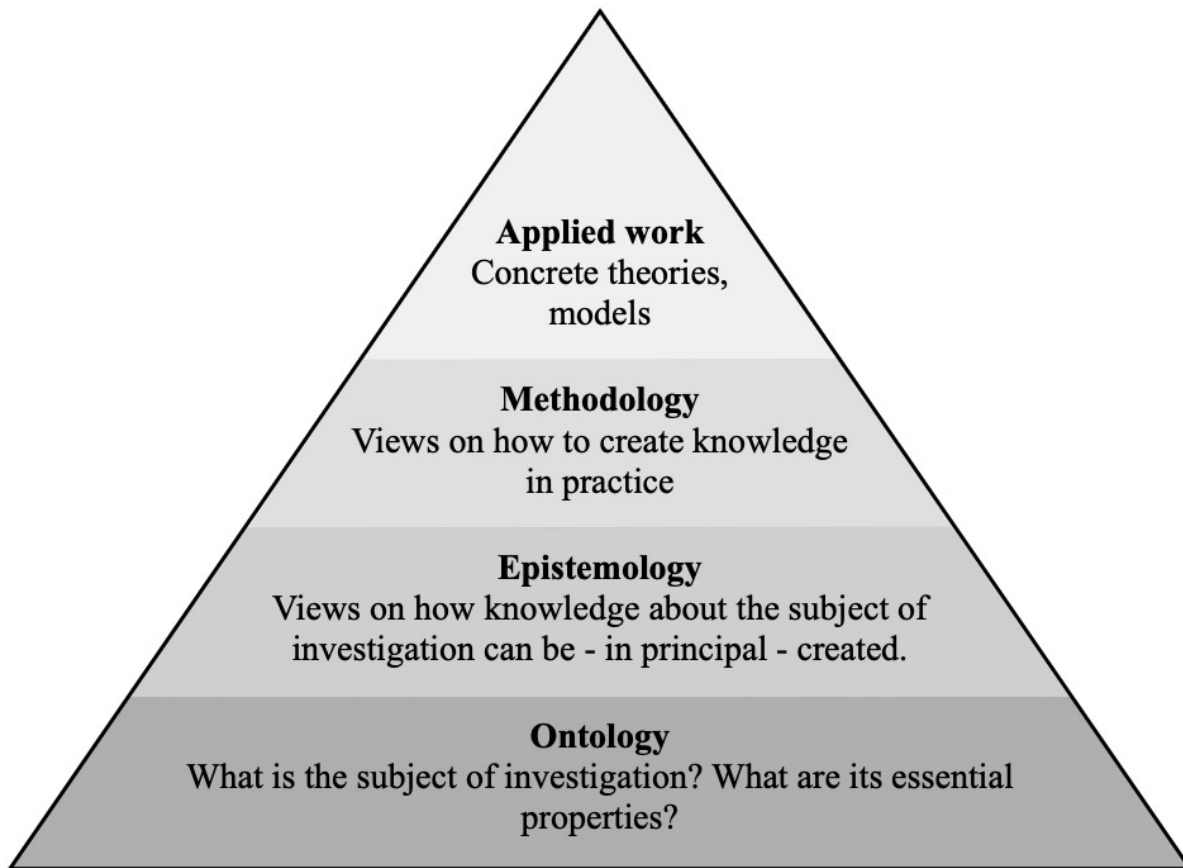 Applied work
Concrete theories,
models
Methodology
Views on how to create knowledge
in practice
Epistemology
Views on how knowledge about the subject of
investigation can be - in principal - created.
Ontology
What is the subject of investigation? What are its essential
properties?